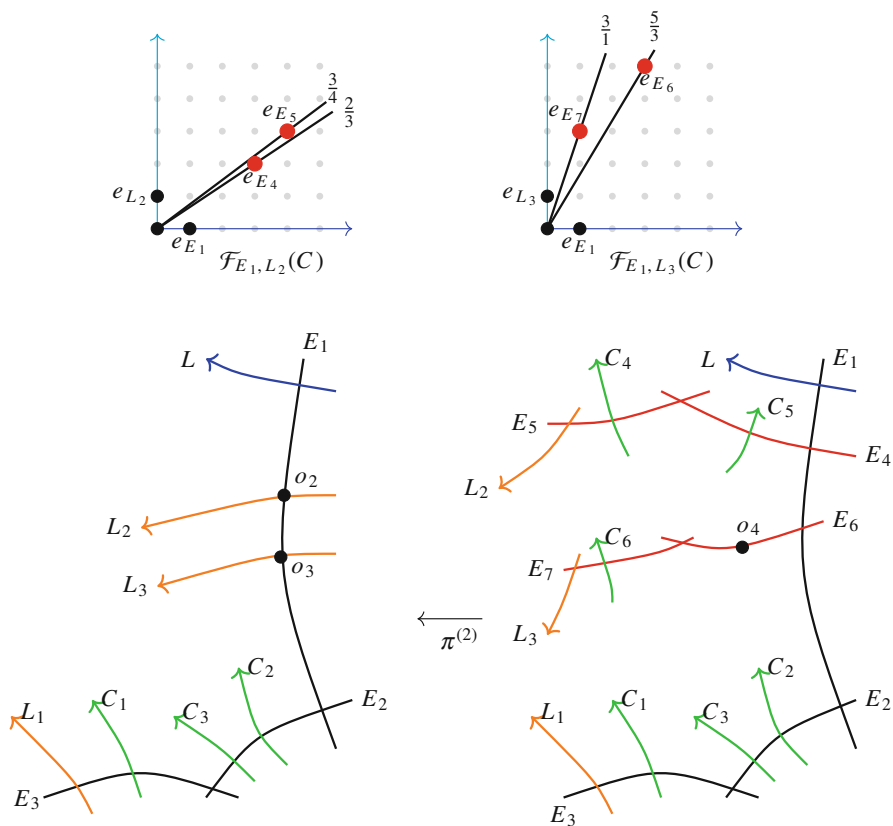 3/4
2/3
e_{E_5}
e_{E_4}
e_{L_2}
e_{E_1}
ℱ_{E_1, L_2}(C)
3/1
5/3
e_{E_6}
e_{E_7}
e_{L_3}
e_{E_1}
ℱ_{E_1, L_3}(C)
L
E_1
o_2
L_2
o_3
L_3
C_2
C_1
C_3
L_1
E_2
E_3
π^{(2)}
C_4
L
E_1
E_5
C_5
E_4
L_2
E_6
o_4
C_6
E_7
L_3
C_2
C_1
C_3
L_1
E_2
E_3